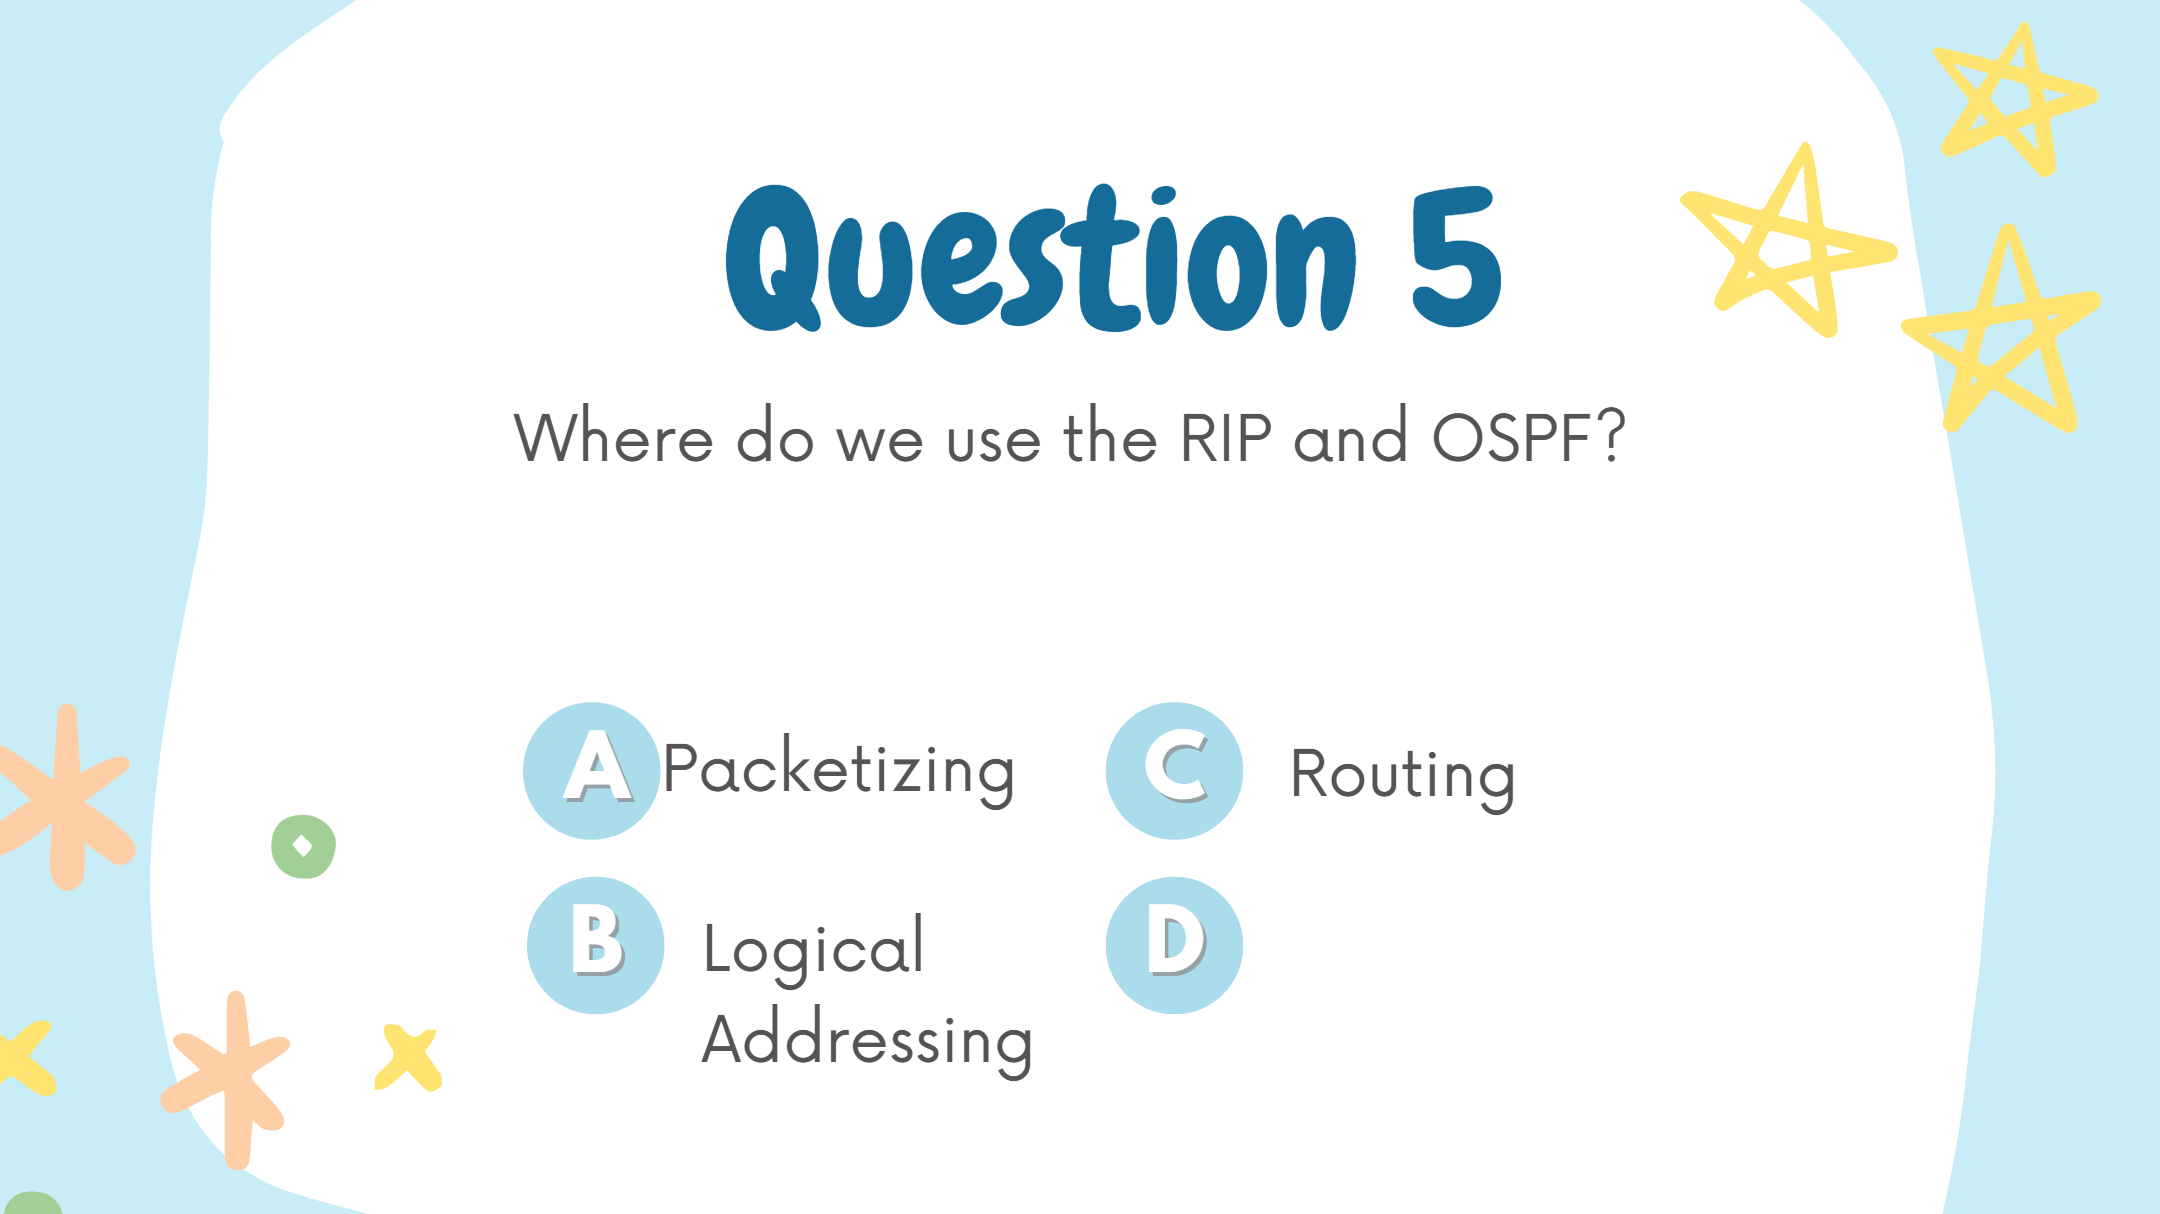 Question 5
Where do we use the RIP and OSPF?
A Packetizing
B Logical
Addressing
C Routing
D